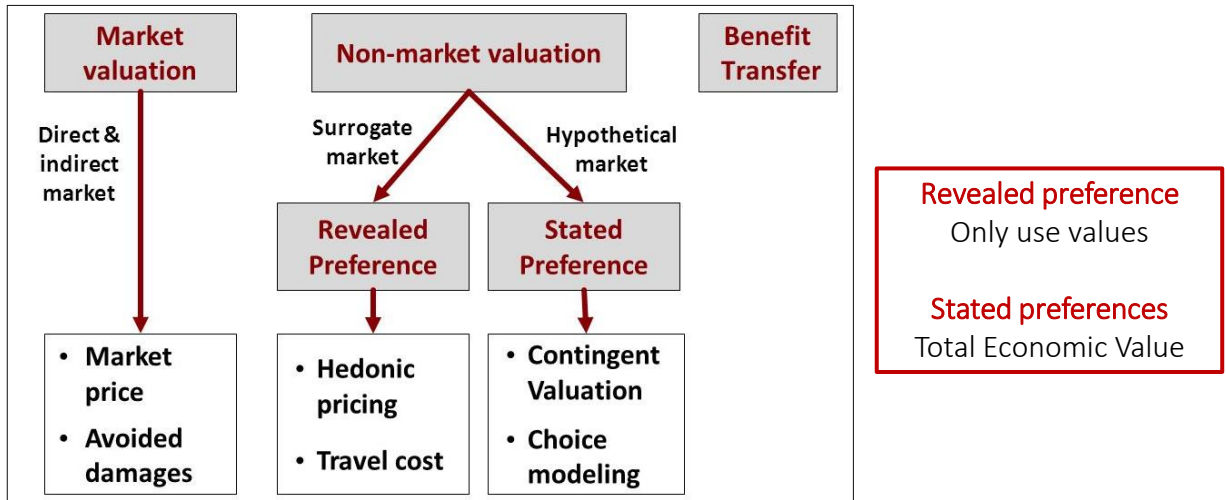 Market
valuation
Non-market valuation
Benefit
Transfer
Direct &
indirect
market
Surrogate
market
Hypothetical
market
Revealed
Preference
Stated
Preference
• Market
price
• Avoided
damages
• Hedonic
pricing
• Travel cost
• Contingent
Valuation
• Choice
modeling
Revealed preference
Only use values
Stated preferences
Total Economic Value